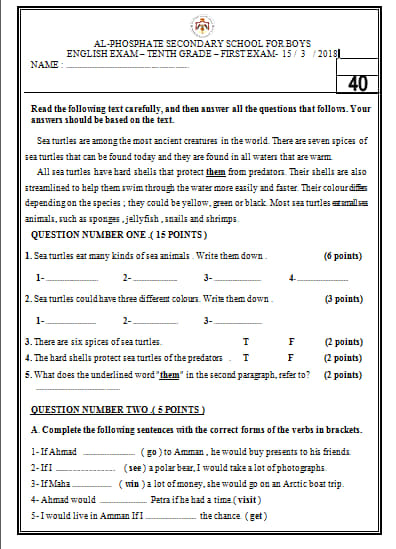 AL-PHOSPHATE SECONDARY SCHOOL FOR BOYS
ENGLISH EXAM – TENTH GRADE – FIRST EXAM- 15 / 3 / 2018
NAME : ........................................
40
Read the following text carefully, and then answer all the questions that follows. Your
answers should be based on the text.
Sea turtles are among the most ancient creatures in the world. There are seven spices of
sea turtles that can be found today and they are found in all waters that are warm.
All sea turtles have hard shells that protect them from predators. Their shells are also
streamlined to help them swim through the water more easily and faster. Their colour differs
depending on the species ; they could be yellow, green or black. Most sea turtles eat small sea
animals, such as sponges , jellyfish , snails and shrimps.
QUESTION NUMBER ONE .( 15 POINTS )
1. Sea turtles eat many kinds of sea animals . Write them down . (6 points)
1- .................. 2- .................. 3- .................. 4- ..................
2. Sea turtles could have three different colours. Write them down . (3 points)
1- .................. 2- .................. 3- ..................
3. There are six spices of sea turtles. T F (2 points)
4. The hard shells protect sea turtles of the predators . T F (2 points)
5. What does the underlined word "them" in the second paragraph, refer to? (2 points)
..............................
QUESTION NUMBER TWO .( 5 POINTS )
A. Complete the following sentences with the correct forms of the verbs in brackets.
1- If Ahmad .................. ( go ) to Amman , he would buy presents to his friends.
2- If I .................. ( see ) a polar bear, I would take a lot of photographs.
3- If Maha .................. ( win ) a lot of money, she would go on an Arctic boat trip.
4- Ahmad would .................. Petra if he had a time ( visit )
5- I would live in Amman If I .................. the chance. ( get )